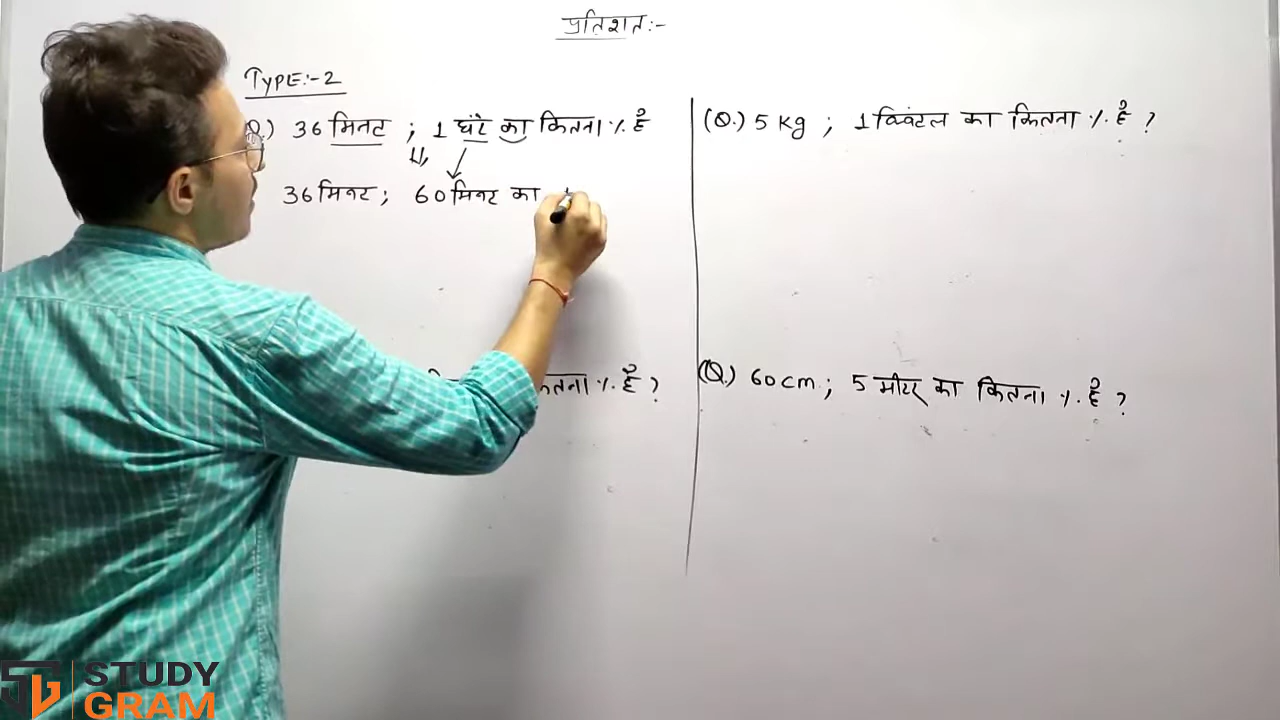 प्रतिशत:-
TYPE:-2
Q.) 36 मिनट ; 1 घंटे का कितना %. है
36 मिनट ; 60 मिनट का
कितना %. है ?
(Q.) 5 Kg ; 1 क्विंटल का कितना %. है ?
(Q.) 60 cm. ; 5 मीटर का कितना %. है ?
STUDY
GRAM